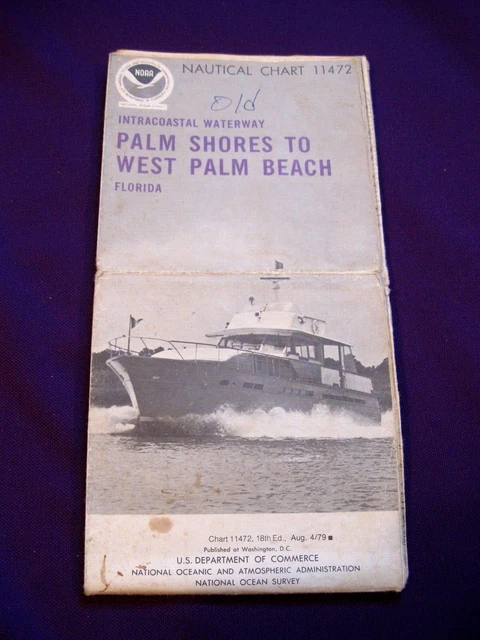 NOAA
NAUTICAL CHART 11472
Old
INTRACOASTAL WATERWAY
PALM SHORES TO
WEST PALM BEACH
FLORIDA
Chart 11472, 18th Ed., Aug. 4/79 ■
Published at Washington, D.C.
U.S. DEPARTMENT OF COMMERCE
NATIONAL OCEANIC AND ATMOSPHERIC ADMINISTRATION
NATIONAL OCEAN SURVEY